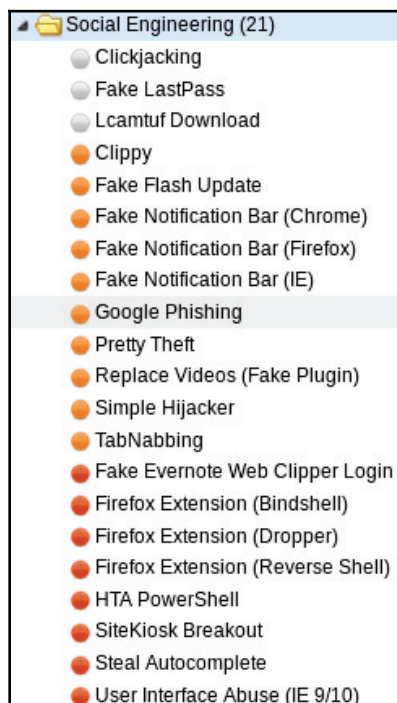 Social Engineering (21)
Clickjacking
Fake LastPass
Lcamtuf Download
Clippy
Fake Flash Update
Fake Notification Bar (Chrome)
Fake Notification Bar (Firefox)
Fake Notification Bar (IE)
Google Phishing
Pretty Theft
Replace Videos (Fake Plugin)
Simple Hijacker
TabNabbing
Fake Evernote Web Clipper Login
Firefox Extension (Bindshell)
Firefox Extension (Dropper)
Firefox Extension (Reverse Shell)
HTA PowerShell
SiteKiosk Breakout
Steal Autocomplete
User Interface Abuse (IE 9/10)